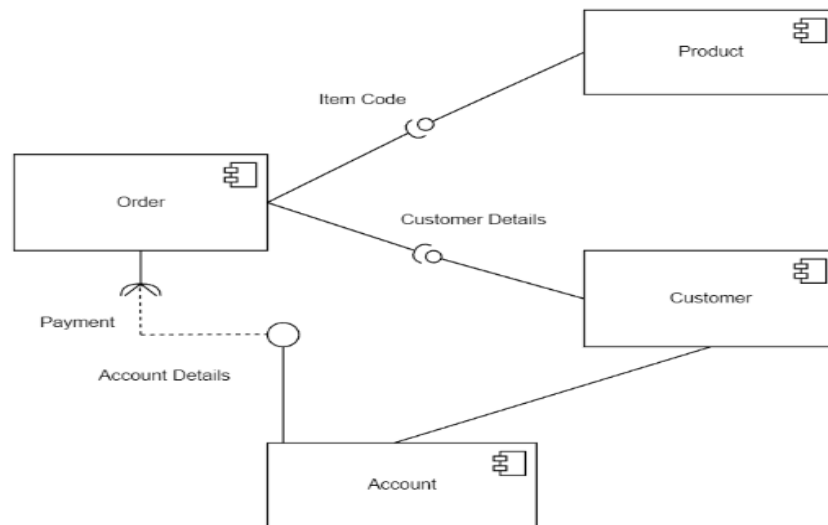 Product
Item Code
Order
Customer Details
Customer
Payment
Account Details
Account